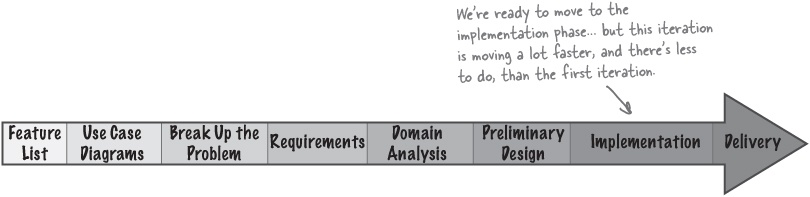 We're ready to move to the
implementation phase... but this iteration
is moving a lot faster, and there's less
to do, than the first iteration.
Feature
List
Use Case
Diagrams
Break Up the
Problem
Requirements
Domain
Analysis
Preliminary
Design
Implementation
Delivery